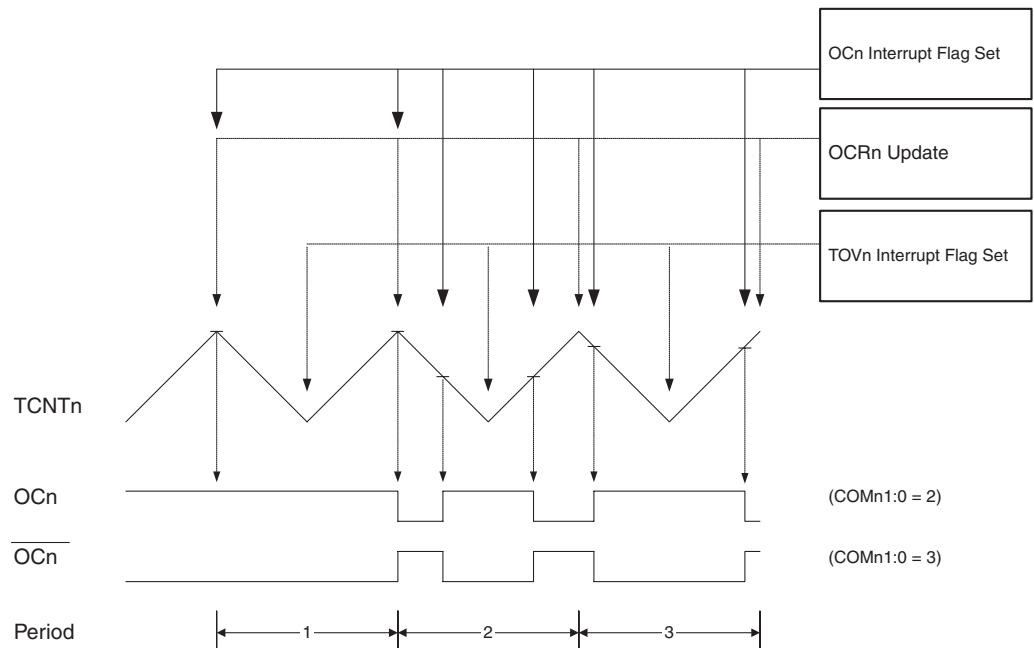 OCn Interrupt Flag Set
OCRn Update
TOVn Interrupt Flag Set
TCNTn
OCn
(COMn1:0 = 2)
OCn
(COMn1:0 = 3)
Period
1
2
3